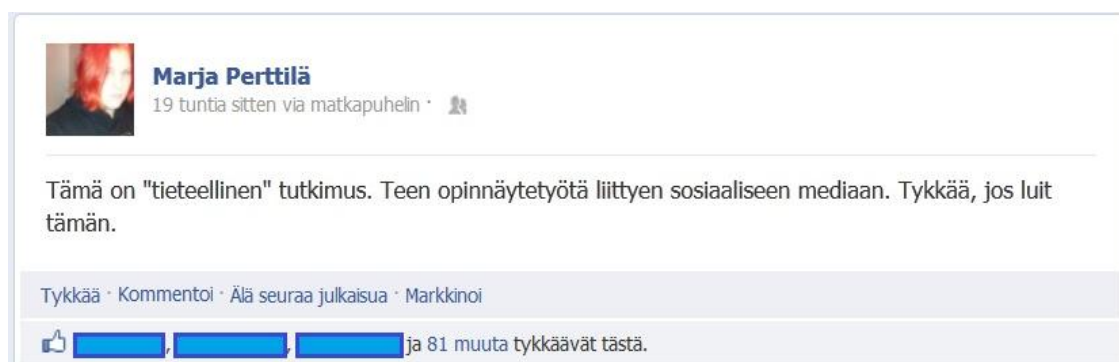 Marja Perttilä
19 tuntia sitten via matkapuhelin ·
Tämä on "tieteellinen" tutkimus. Teen opinnäytetyötä liittyen sosiaaliseen mediaan. Tykkää, jos luit
tämän.
Tykkää · Kommentoi · Älä seuraa julkaisua · Markkinoi
, , ja 81 muuta tykkäävät tästä.